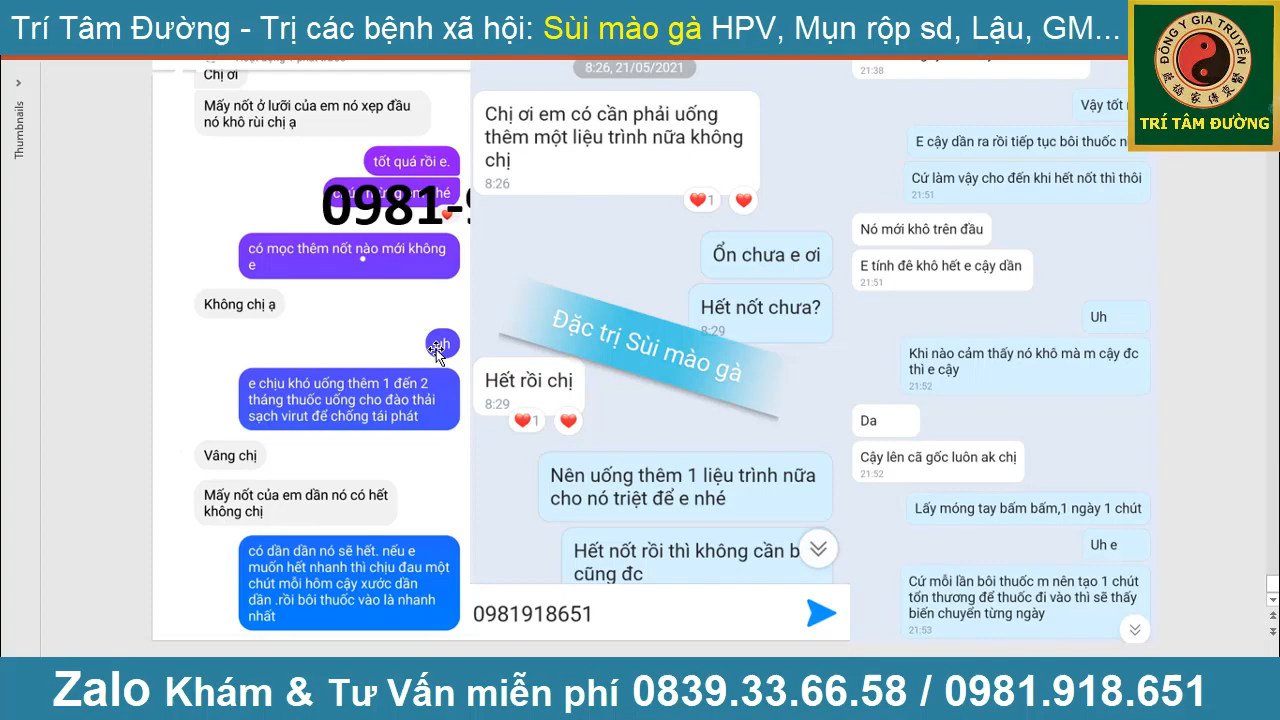 Trí Tâm Đường - Trị các bệnh xã hội: Sùi mào gà HPV, Mụn rộp sd, Lậu, GM...
ĐÔNG Y GIA TRUYỀN
TRÍ TÂM ĐƯỜNG
Thumbnails
Chị ơi
Mấy nốt ở lưỡi của em nó xẹp đầu
nó khô rùi chị ạ
tốt quá rồi e.
0981-9
có mọc thêm nốt nào mới không
e
Không chị ạ
uh
e chịu khó uống thêm 1 đến 2
tháng thuốc uống cho đào thải
sạch virut để chống tái phát
Vâng chị
Mấy nốt của em dần nó có hết
không chị
có dần dần nó sẽ hết. nếu e
muốn hết nhanh thì chịu đau một
chút mỗi hôm cậy xước dần
dần .rồi bôi thuốc vào là nhanh
nhất
8:26, 21/05/2021
Chị ơi em có cần phải uống
thêm một liệu trình nữa không
chị
8:26
1
Ổn chưa e ơi
Hết nốt chưa?
8:29
Đặc trị Sùi mào gà
Hết rồi chị
8:29
1
Nên uống thêm 1 liệu trình nữa
cho nó triệt để e nhé
Hết nốt rồi thì không cần b
cũng đc
0981918651
21:38
Vậy tốt
E cậy dần ra rồi tiếp tục bôi thuốc
Cứ làm vậy cho đến khi hết nốt thì thôi
21:51
Nó mới khô trên đầu
E tính đê khô hết e cậy dần
21:51
Uh
Khi nào cảm thấy nó khô mà m cậy đc
thì e cậy
21:52
Da
Cậy lên cã gốc luôn ak chị
21:52
Lấy móng tay bấm bấm,1 ngày 1 chút
Uh e
Cứ mỗi lần bôi thuốc m nên tạo 1 chút
tổn thương để thuốc đi vào thì sẽ thấy
biến chuyển từng ngày
21:53
Zalo Khám & Tư Vấn miễn phí 0839.33.66.58 / 0981.918.651